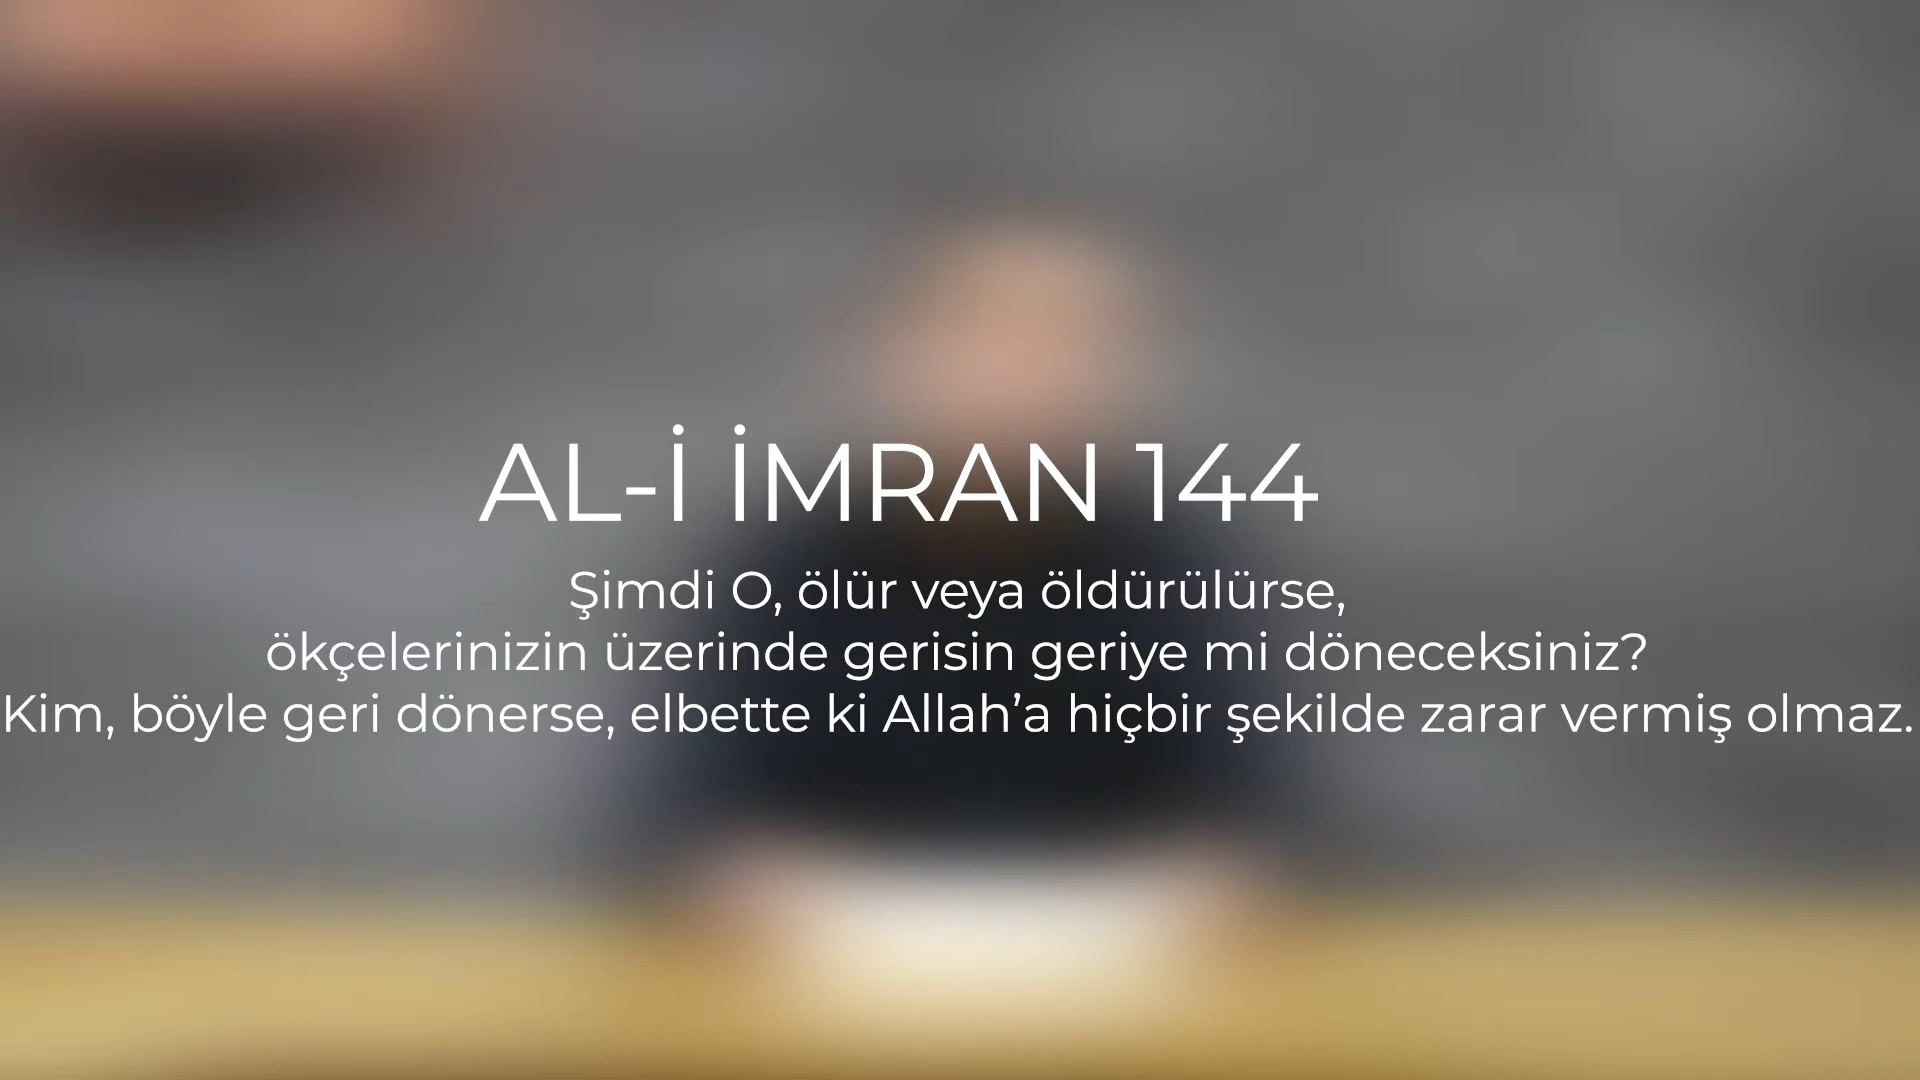 AL-İ İMRAN 144
Şimdi O, ölür veya öldürülürse,
ökçelerinizin üzerinde gerisin geriye mi döneceksiniz?
Kim, böyle geri dönerse, elbette ki Allah’a hiçbir şekilde zarar vermiş olmaz.